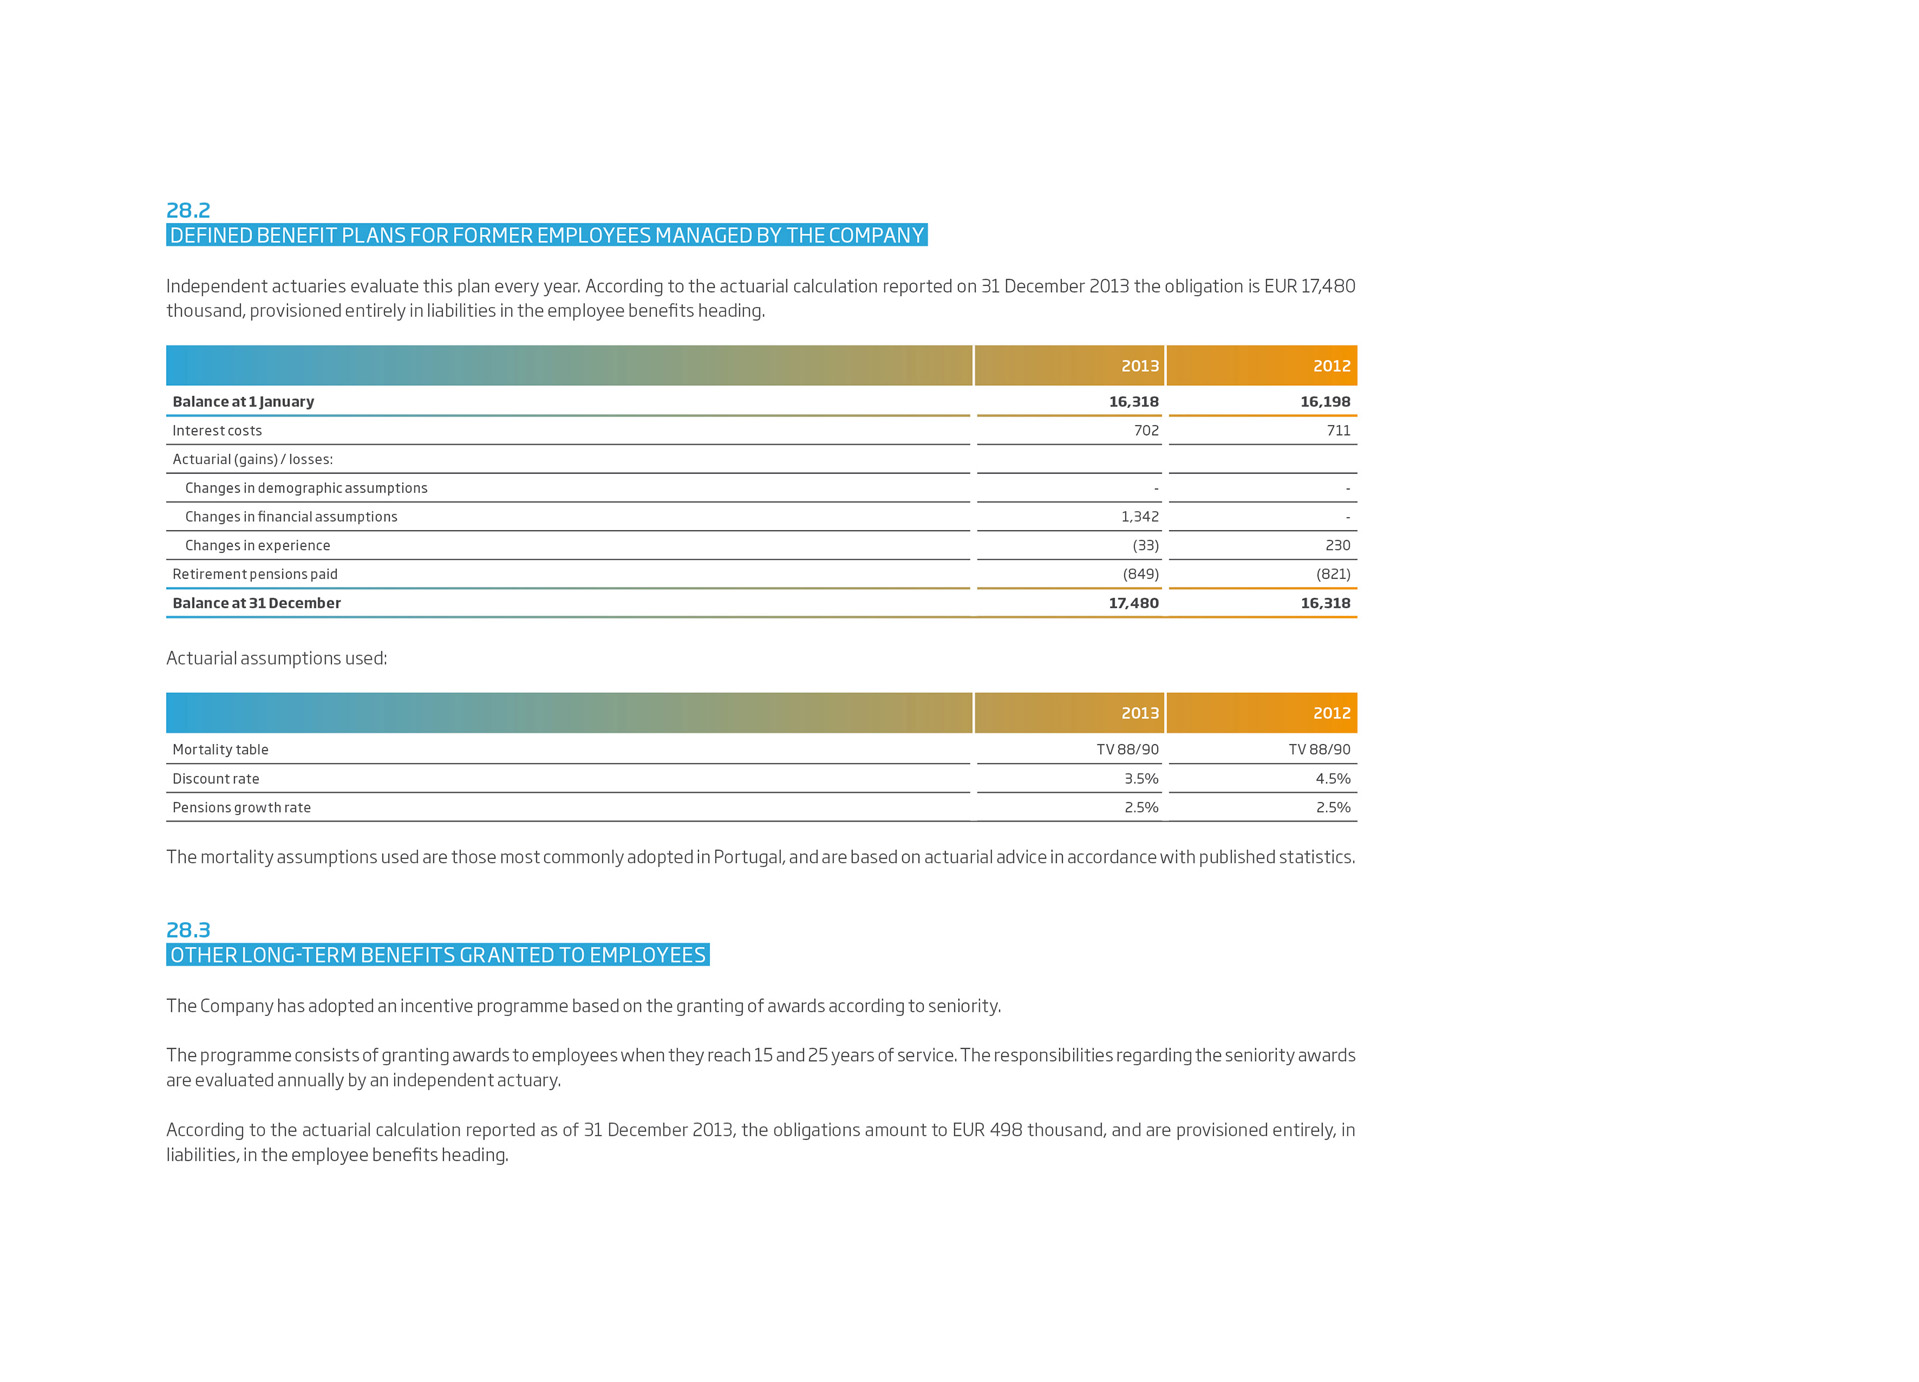 28.2
DEFINED BENEFIT PLANS FOR FORMER EMPLOYEES MANAGED BY THE COMPANY
Independent actuaries evaluate this plan every year. According to the actuarial calculation reported on 31 December 2013 the obligation is EUR 17,480
thousand, provisioned entirely in liabilities in the employee benefits heading.
2013 2012
Balance at 1 January 16,318 16,198
Interest costs 702 711
Actuarial (gains) / losses:
Changes in demographic assumptions - -
Changes in financial assumptions 1,342 -
Changes in experience (33) 230
Retirement pensions paid (849) (821)
Balance at 31 December 17,480 16,318
Actuarial assumptions used:
2013 2012
Mortality table TV 88/90 TV 88/90
Discount rate 3.5% 4.5%
Pensions growth rate 2.5% 2.5%
The mortality assumptions used are those most commonly adopted in Portugal, and are based on actuarial advice in accordance with published statistics.
28.3
OTHER LONG-TERM BENEFITS GRANTED TO EMPLOYEES
The Company has adopted an incentive programme based on the granting of awards according to seniority.
The programme consists of granting awards to employees when they reach 15 and 25 years of service. The responsibilities regarding the seniority awards
are evaluated annually by an independent actuary.
According to the actuarial calculation reported as of 31 December 2013, the obligations amount to EUR 498 thousand, and are provisioned entirely, in
liabilities, in the employee benefits heading.